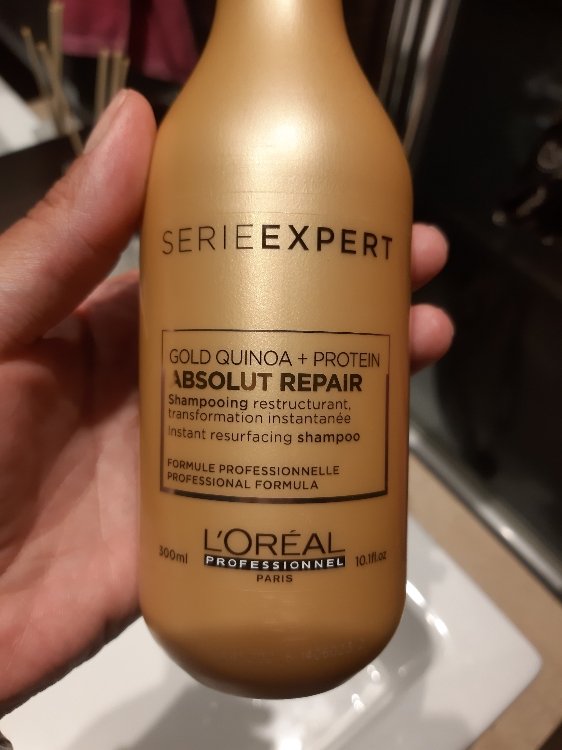 SERIEEXPERT
GOLD QUINOA + PROTEIN
ABSOLUT REPAIR
Shampooing restructurant,
transformation instantanée
Instant resurfacing shampoo
FORMULE PROFESSIONNELLE
PROFESSIONAL FORMULA
300ml
L'ORÉAL
PROFESSIONNEL
PARIS
10.1fl.oz